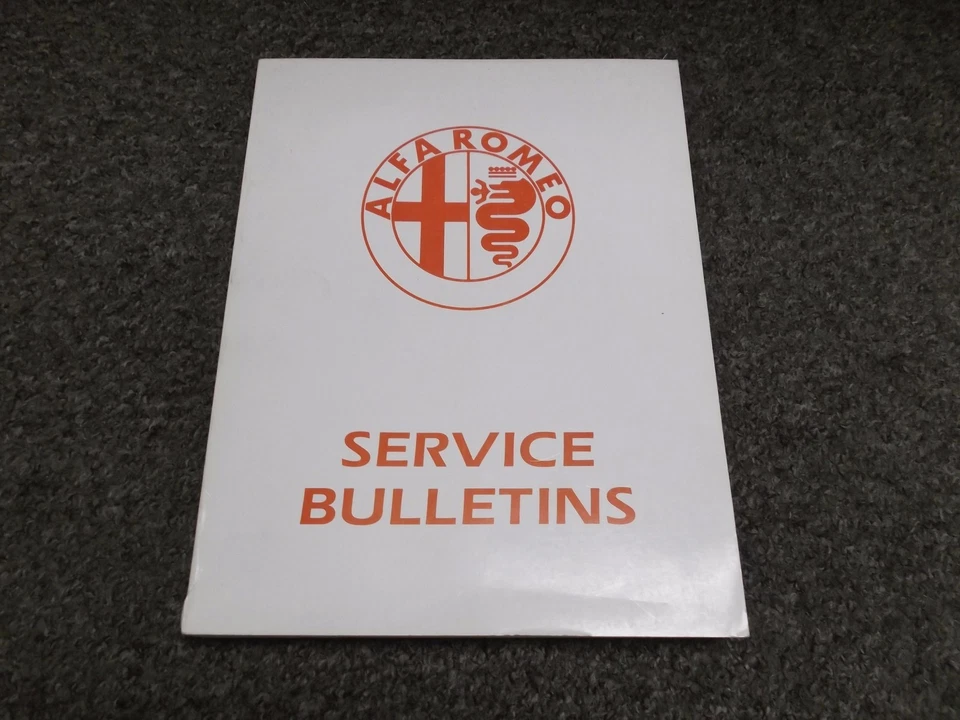 ALFA ROMEO
SERVICE
BULLETINS